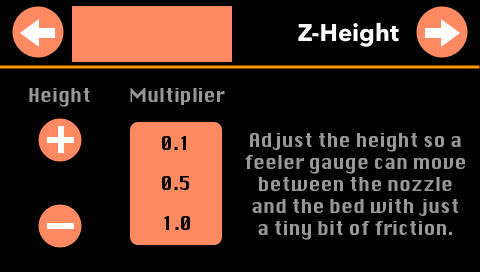 Z-Height
Height
Multiplier
0.1
0.5
1.0
Adjust the height so a
feeler gauge can move
between the nozzle
and the bed with just
a tiny bit of friction.